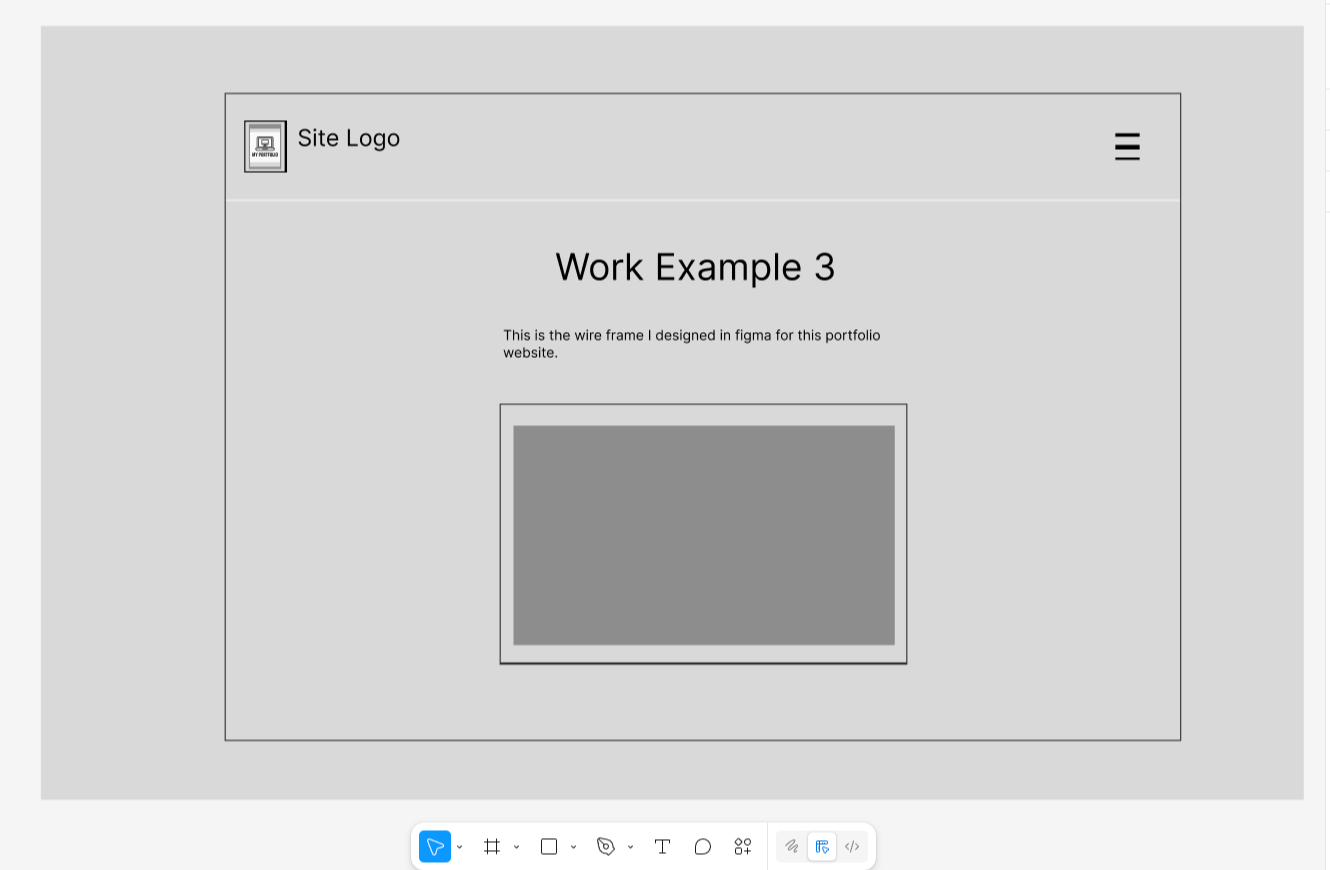 MY PORTFOLIO
Site Logo
Work Example 3
This is the wire frame I designed in figma for this portfolio
website.